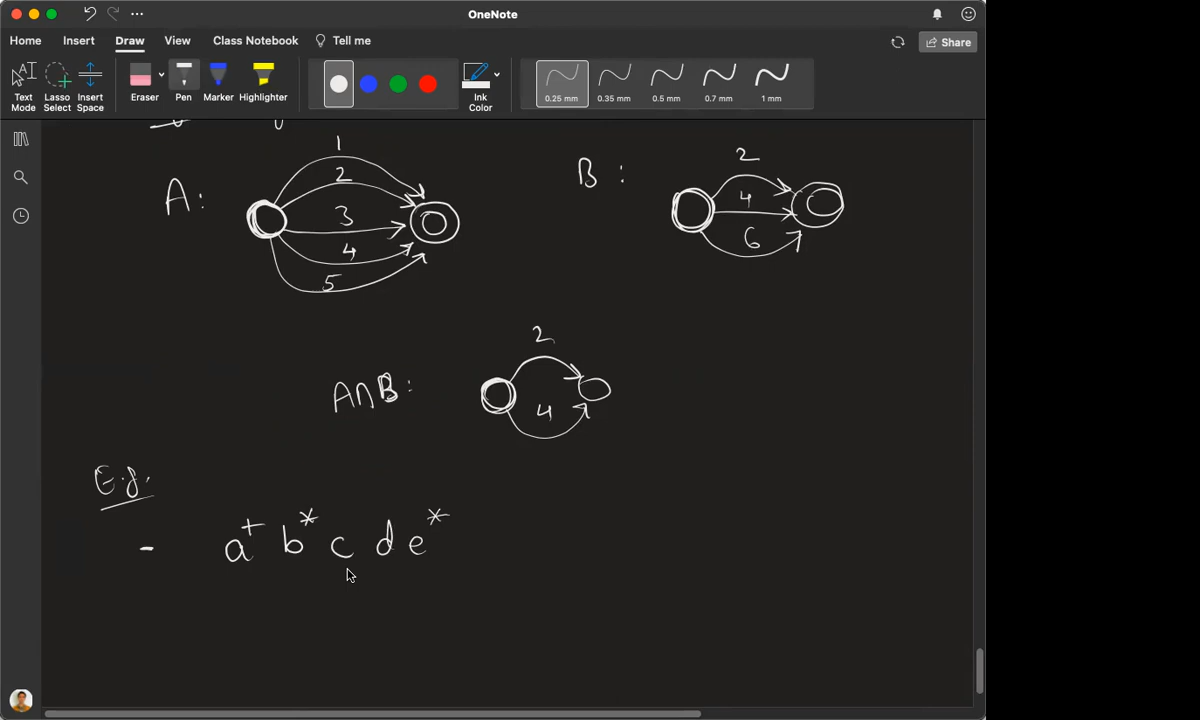 OneNote
Home Insert Draw View Class Notebook Tell me
Share
Text Mode Lasso Select Insert Space Eraser Pen Marker Highlighter Ink Color 0.25 mm 0.35 mm 0.5 mm 0.7 mm 1 mm
A: 1 2 3 4 5
B: 2 4 6
A∩B: 2 4
E.g.
- a⁺ b* c d e*